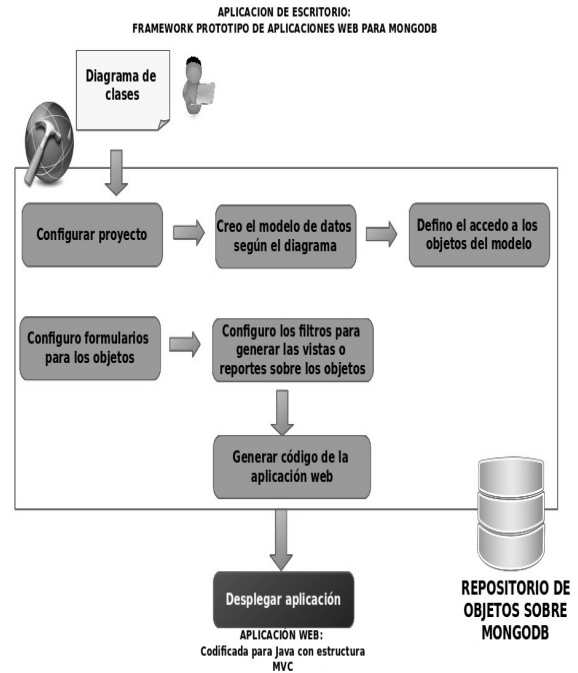 APLICACION DE ESCRITORIO:
FRAMEWORK PROTOTIPO DE APLICACIONES WEB PARA MONGODB
Diagrama de
clases
Configurar proyecto
Creo el modelo de datos
según el diagrama
Defino el accedo a los
objetos del modelo
Configuro formularios
para los objetos
Configuro los filtros para
generar las vistas o
reportes sobre los objetos
Generar código de la
aplicación web
Desplegar aplicación
APLICACIÓN WEB:
Codificada para Java con estructura
MVC
REPOSITORIO DE
OBJETOS SOBRE
MONGODB